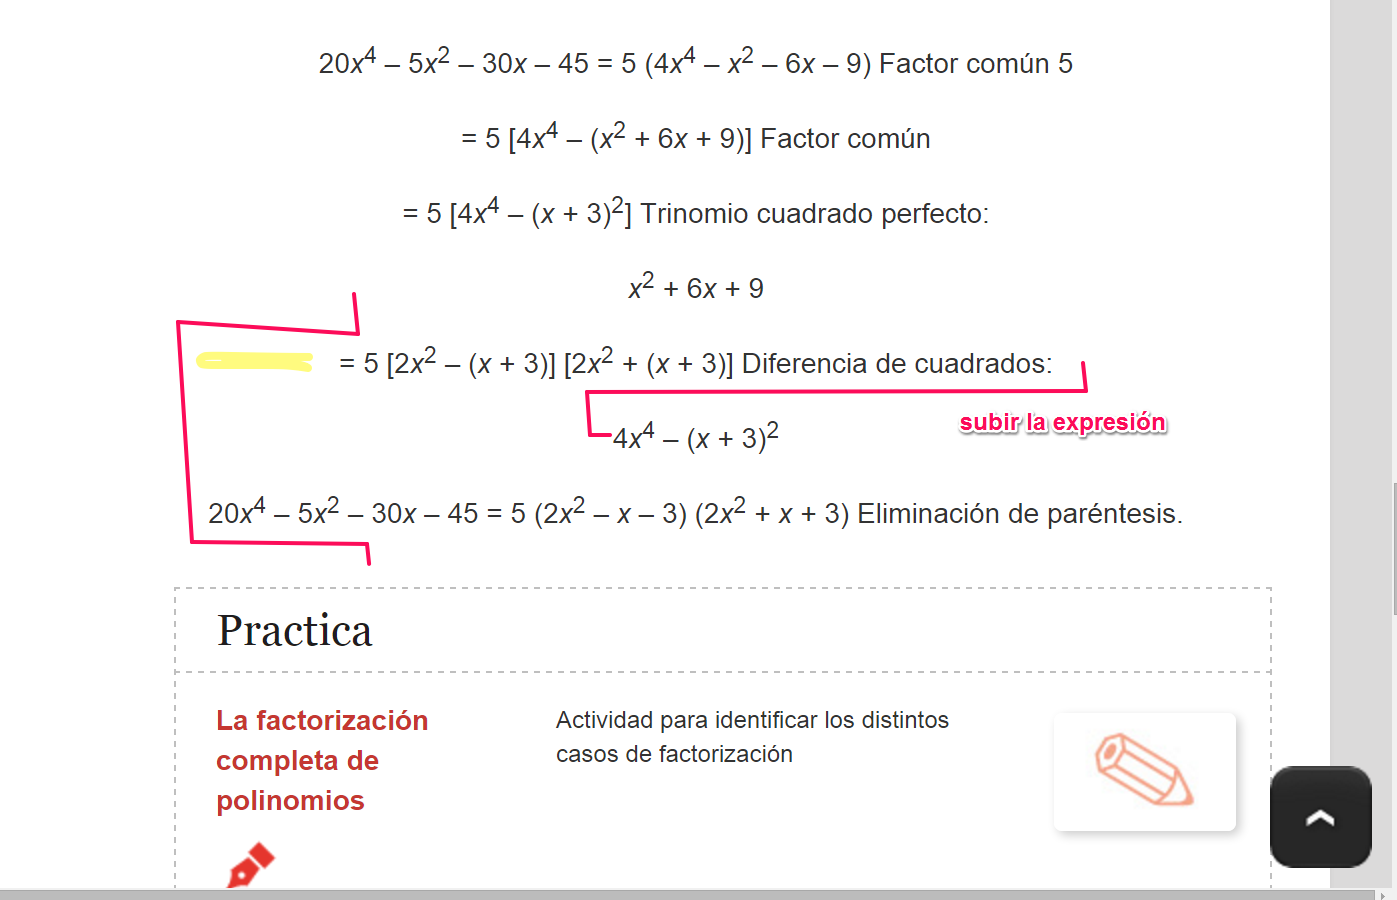 20x⁴ – 5x² – 30x – 45 = 5 (4x⁴ – x² – 6x – 9) Factor común 5
= 5 [4x⁴ – (x² + 6x + 9)] Factor común
= 5 [4x⁴ – (x + 3)²] Trinomio cuadrado perfecto:
x² + 6x + 9
= 5 [2x² – (x + 3)] [2x² + (x + 3)] Diferencia de cuadrados:
subir la expresión
4x⁴ – (x + 3)²
20x⁴ – 5x² – 30x – 45 = 5 (2x² – x – 3) (2x² + x + 3) Eliminación de paréntesis.
Practica
La factorización
completa de
polinomios
Actividad para identificar los distintos
casos de factorización